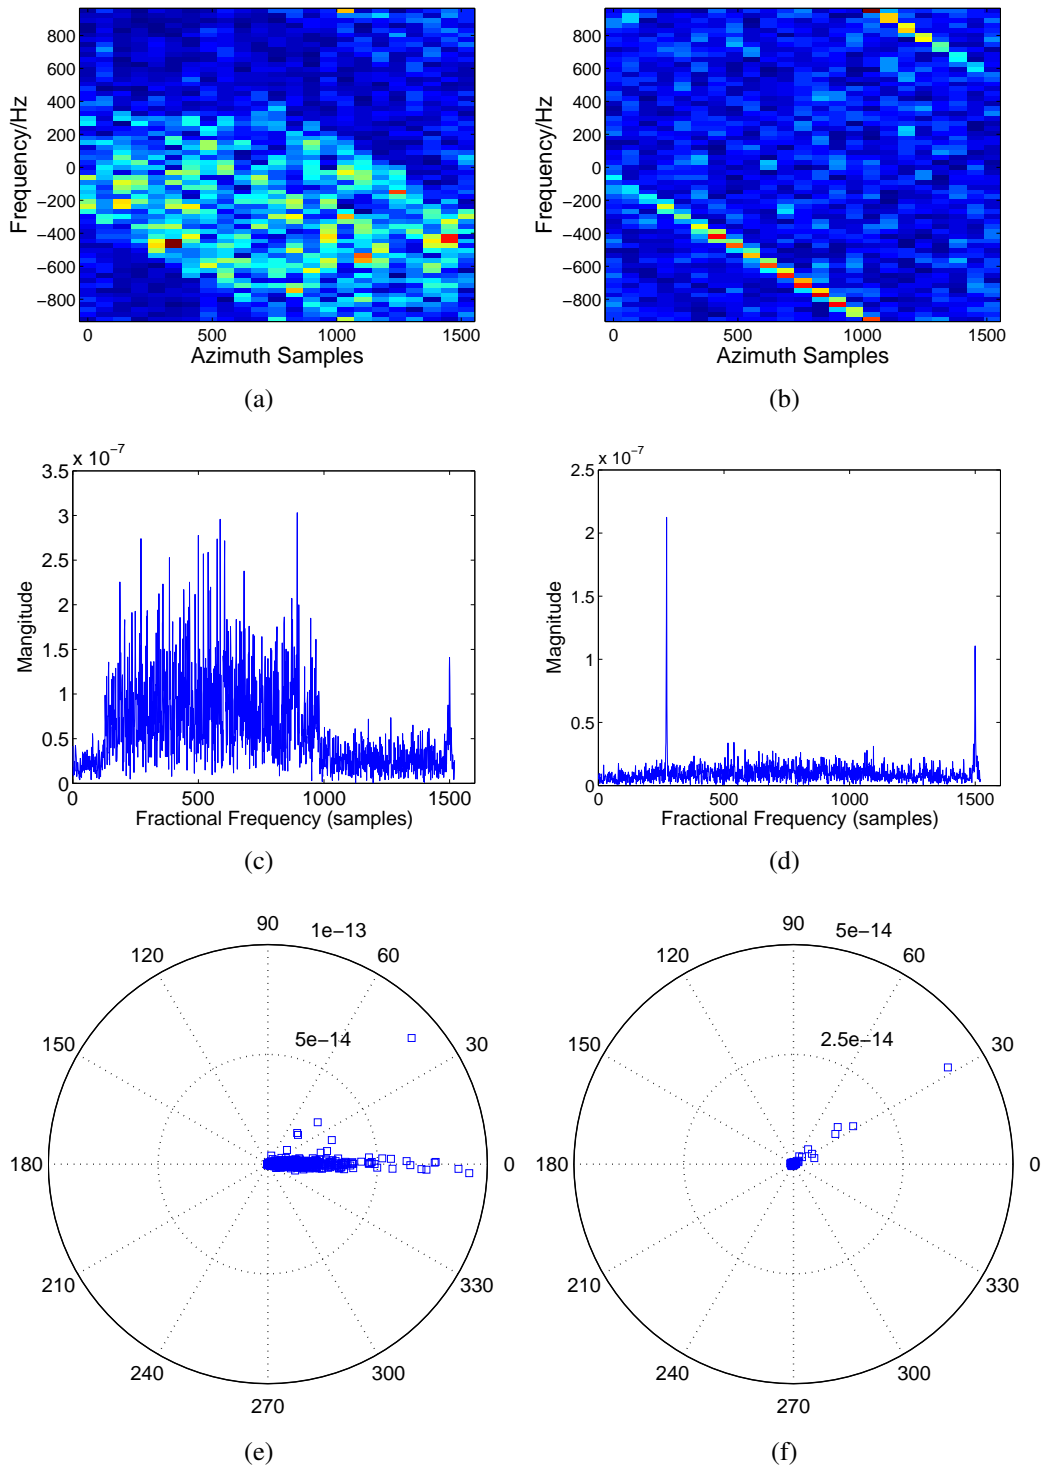 800
600
400
200
0
−200
−400
−600
−800
Frequency/Hz
0 500 1000 1500
Azimuth Samples
(a)
800
600
400
200
0
−200
−400
−600
−800
Frequency/Hz
0 500 1000 1500
Azimuth Samples
(b)
x 10−7
3.5
3
2.5
2
1.5
1
0.5
0
Mangitude
0 500 1000 1500
Fractional Frequency (samples)
(c)
x 10−7
2.5
2
1.5
1
0.5
0
Magnitude
0 500 1000 1500
Fractional Frequency (samples)
(d)
90
1e−13
120 60
5e−14
150 30
180 0
210 330
240 300
270
(e)
90
5e−14
120 60
2.5e−14
150 30
180 0
210 330
240 300
270
(f)